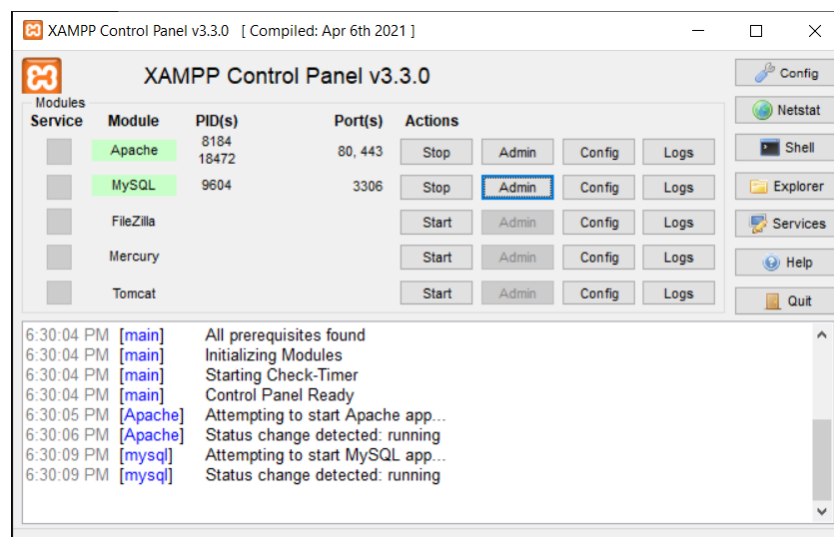 XAMPP Control Panel v3.3.0 [ Compiled: Apr 6th 2021 ]
XAMPP Control Panel v3.3.0
Config
Modules
Service Module PID(s) Port(s) Actions
Netstat
Apache 8184 18472 80, 443 Stop Admin Config Logs
Shell
MySQL 9604 3306 Stop Admin Config Logs
Explorer
FileZilla Start Admin Config Logs
Services
Mercury Start Admin Config Logs
Help
Tomcat Start Admin Config Logs
Quit
6:30:04 PM [main] All prerequisites found
6:30:04 PM [main] Initializing Modules
6:30:04 PM [main] Starting Check-Timer
6:30:04 PM [main] Control Panel Ready
6:30:05 PM [Apache] Attempting to start Apache app...
6:30:06 PM [Apache] Status change detected: running
6:30:09 PM [mysql] Attempting to start MySQL app...
6:30:09 PM [mysql] Status change detected: running